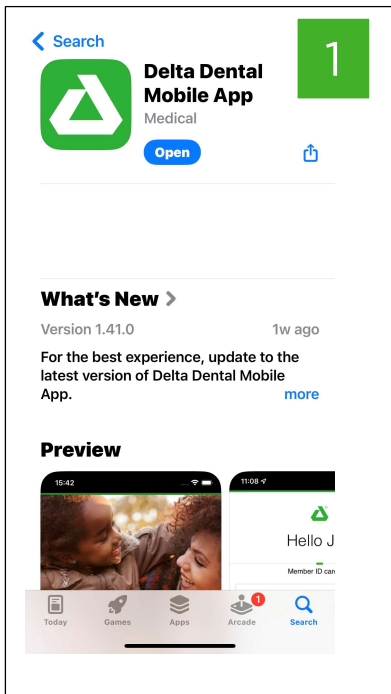 Search
1
Delta Dental
Mobile App
Medical
Open
What's New
Version 1.41.0 1w ago
For the best experience, update to the
latest version of Delta Dental Mobile
App. more
Preview
15:42
11:08
Hello J
Member ID car
1
Today Games Apps Arcade Search